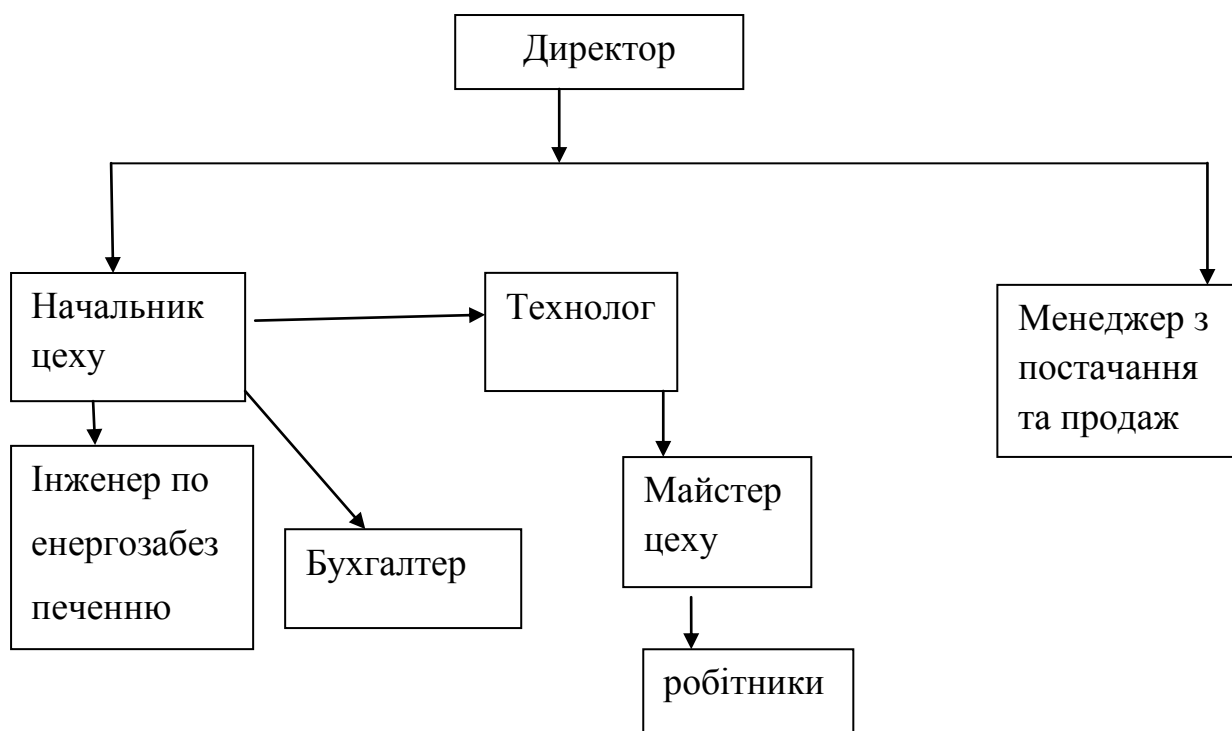 Директор
Начальник
цеху
Технолог
Менеджер з
постачання
та продаж
Інженер по
енергозабез
печенню
Бухгалтер
Майстер
цеху
робітники